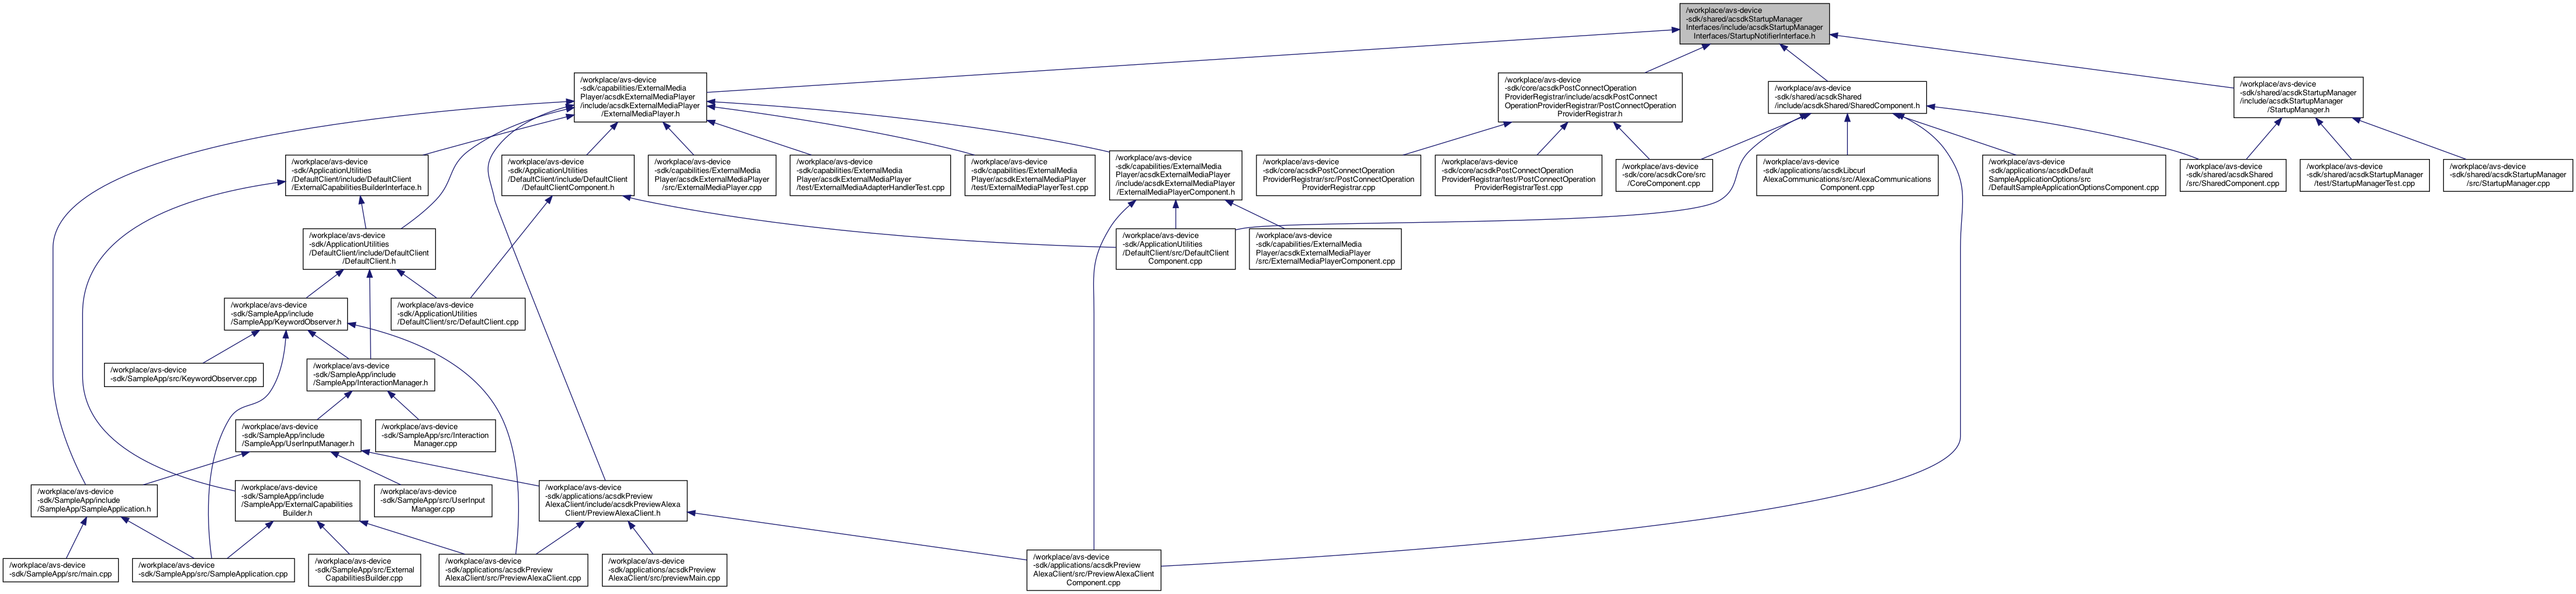 /workplace/avs-device
-sdk/shared/acsdkStartupManager
Interfaces/include/acsdkStartupManager
Interfaces/StartupNotifierInterface.h
/workplace/avs-device
-sdk/capabilities/ExternalMedia
Player/acsdkExternalMediaPlayer
/include/acsdkExternalMediaPlayer
/ExternalMediaPlayer.h
/workplace/avs-device
-sdk/core/acsdkPostConnectOperation
ProviderRegistrar/include/acsdkPostConnect
OperationProviderRegistrar/PostConnectOperation
ProviderRegistrar.h
/workplace/avs-device
-sdk/shared/acsdkShared
/include/acsdkShared/SharedComponent.h
/workplace/avs-device
-sdk/shared/acsdkStartupManager
/include/acsdkStartupManager
/StartupManager.h
/workplace/avs-device
-sdk/ApplicationUtilities
/DefaultClient/include/DefaultClient
/ExternalCapabilitiesBuilderInterface.h
/workplace/avs-device
-sdk/ApplicationUtilities
/DefaultClient/include/DefaultClient
/DefaultClientComponent.h
/workplace/avs-device
-sdk/capabilities/ExternalMedia
Player/acsdkExternalMediaPlayer
/src/ExternalMediaPlayer.cpp
/workplace/avs-device
-sdk/capabilities/ExternalMedia
Player/acsdkExternalMediaPlayer
/test/ExternalMediaAdapterHandlerTest.cpp
/workplace/avs-device
-sdk/capabilities/ExternalMedia
Player/acsdkExternalMediaPlayer
/test/ExternalMediaPlayerTest.cpp
/workplace/avs-device
-sdk/capabilities/ExternalMedia
Player/acsdkExternalMediaPlayer
/include/acsdkExternalMediaPlayer
/ExternalMediaPlayerComponent.h
/workplace/avs-device
-sdk/core/acsdkPostConnectOperation
ProviderRegistrar/src/PostConnectOperation
ProviderRegistrar.cpp
/workplace/avs-device
-sdk/core/acsdkPostConnectOperation
ProviderRegistrar/test/PostConnectOperation
ProviderRegistrarTest.cpp
/workplace/avs-device
-sdk/core/acsdkCore/src
/CoreComponent.cpp
/workplace/avs-device
-sdk/applications/acsdkLibcurl
AlexaCommunications/src/AlexaCommunications
Component.cpp
/workplace/avs-device
-sdk/applications/acsdkDefault
SampleApplicationOptions/src
/DefaultSampleApplicationOptionsComponent.cpp
/workplace/avs-device
-sdk/shared/acsdkShared
/src/SharedComponent.cpp
/workplace/avs-device
-sdk/shared/acsdkStartupManager
/test/StartupManagerTest.cpp
/workplace/avs-device
-sdk/shared/acsdkStartupManager
/src/StartupManager.cpp
/workplace/avs-device
-sdk/ApplicationUtilities
/DefaultClient/include/DefaultClient
/DefaultClient.h
/workplace/avs-device
-sdk/ApplicationUtilities
/DefaultClient/src/DefaultClient
Component.cpp
/workplace/avs-device
-sdk/capabilities/ExternalMedia
Player/acsdkExternalMediaPlayer
/src/ExternalMediaPlayerComponent.cpp
/workplace/avs-device
-sdk/SampleApp/include
/SampleApp/KeywordObserver.h
/workplace/avs-device
-sdk/ApplicationUtilities
/DefaultClient/src/DefaultClient.cpp
/workplace/avs-device
-sdk/SampleApp/src/KeywordObserver.cpp
/workplace/avs-device
-sdk/SampleApp/include
/SampleApp/InteractionManager.h
/workplace/avs-device
-sdk/SampleApp/include
/SampleApp/UserInputManager.h
/workplace/avs-device
-sdk/SampleApp/src/Interaction
Manager.cpp
/workplace/avs-device
-sdk/SampleApp/include
/SampleApp/SampleApplication.h
/workplace/avs-device
-sdk/SampleApp/include
/SampleApp/ExternalCapabilities
Builder.h
/workplace/avs-device
-sdk/SampleApp/src/UserInput
Manager.cpp
/workplace/avs-device
-sdk/applications/acsdkPreview
AlexaClient/include/acsdkPreviewAlexa
Client/PreviewAlexaClient.h
/workplace/avs-device
-sdk/SampleApp/src/main.cpp
/workplace/avs-device
-sdk/SampleApp/src/SampleApplication.cpp
/workplace/avs-device
-sdk/SampleApp/src/External
CapabilitiesBuilder.cpp
/workplace/avs-device
-sdk/applications/acsdkPreview
AlexaClient/src/PreviewAlexaClient.cpp
/workplace/avs-device
-sdk/applications/acsdkPreview
AlexaClient/src/previewMain.cpp
/workplace/avs-device
-sdk/applications/acsdkPreview
AlexaClient/src/PreviewAlexaClient
Component.cpp